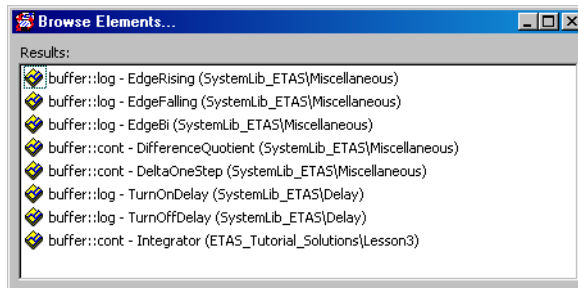 Browse Elements...
Results:
buffer::log - EdgeRising (SystemLib_ETAS\Miscellaneous)
buffer::log - EdgeFalling (SystemLib_ETAS\Miscellaneous)
buffer::log - EdgeBi (SystemLib_ETAS\Miscellaneous)
buffer::cont - DifferenceQuotient (SystemLib_ETAS\Miscellaneous)
buffer::cont - DeltaOneStep (SystemLib_ETAS\Miscellaneous)
buffer::log - TurnOnDelay (SystemLib_ETAS\Delay)
buffer::log - TurnOffDelay (SystemLib_ETAS\Delay)
buffer::cont - Integrator (ETAS_Tutorial_Solutions\Lesson3)